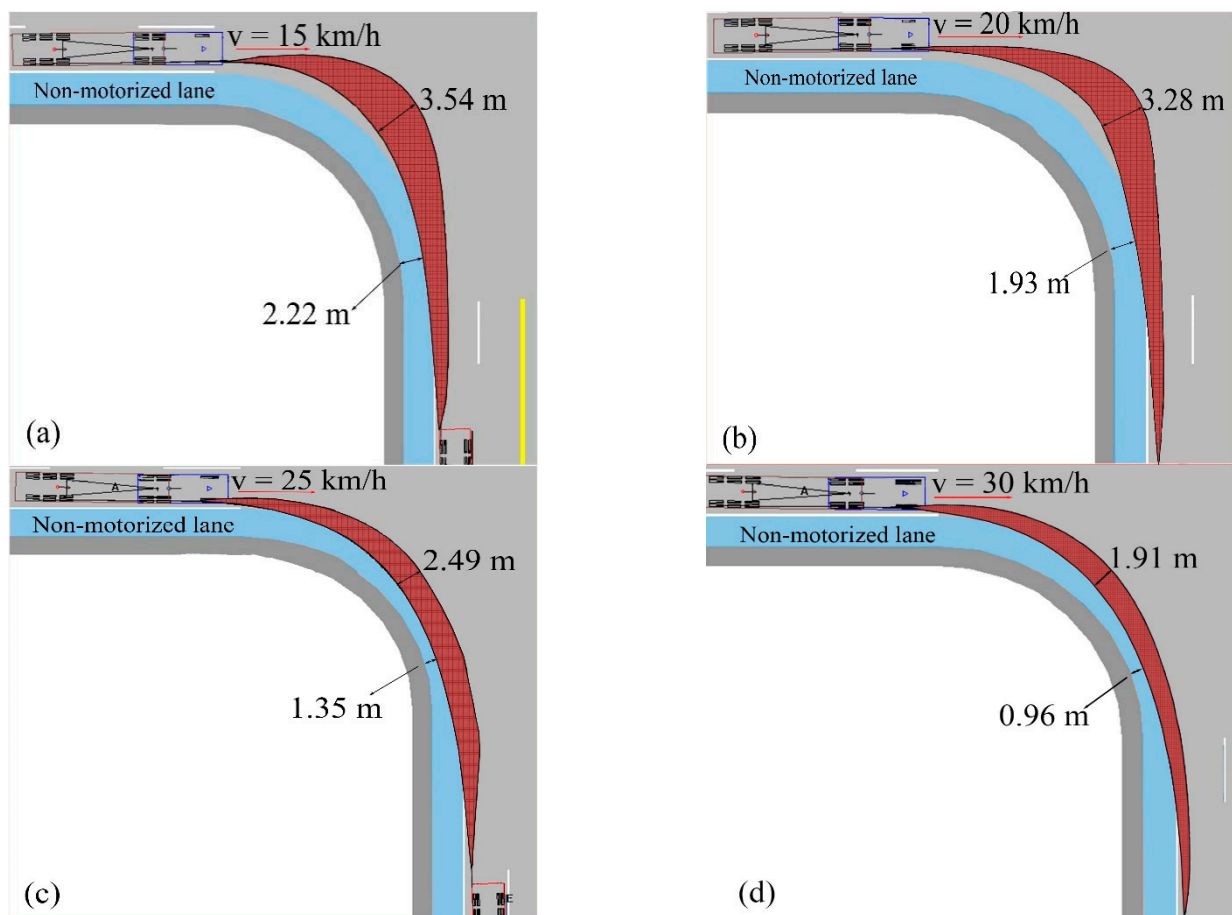 v = 15 km/h
Non-motorized lane
3.54 m
2.22 m
(a)
v = 20 km/h
Non-motorized lane
3.28 m
1.93 m
(b)
A
v = 25 km/h
Non-motorized lane
2.49 m
1.35 m
E
(c)
A
v = 30 km/h
Non-motorized lane
1.91 m
0.96 m
(d)